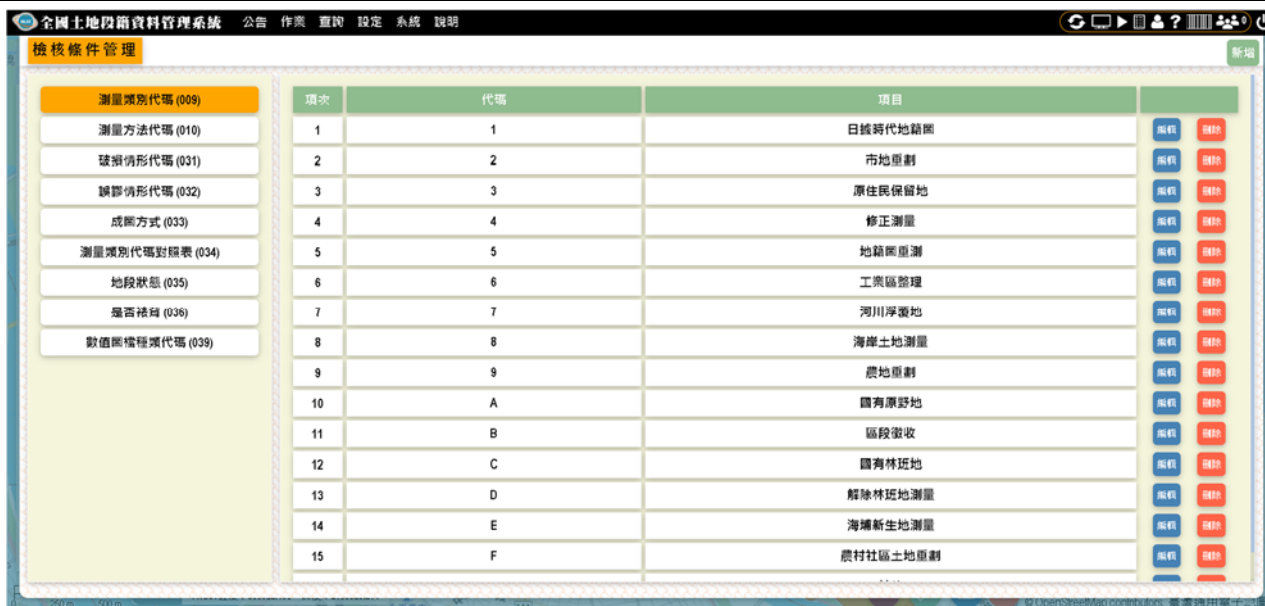 全國土地段籍資料管理系統 公告 作業 查詢 設定 系統 說明
檢核條件管理 新增
測量類別代碼 (009)
測量方法代碼 (010)
破損情形代碼 (031)
誤謬情形代碼 (032)
成圖方式 (033)
測量類別代碼對照表 (034)
地段狀態 (035)
是否裱褙 (036)
數值圖檔種類代碼 (039)
項次 代碼 項目
1 1 日據時代地籍圖 編輯 刪除
2 2 市地重劃 編輯 刪除
3 3 原住民保留地 編輯 刪除
4 4 修正測量 編輯 刪除
5 5 地籍圖重測 編輯 刪除
6 6 工業區整理 編輯 刪除
7 7 河川浮覆地 編輯 刪除
8 8 海岸土地測量 編輯 刪除
9 9 農地重劃 編輯 刪除
10 A 國有原野地 編輯 刪除
11 B 區段徵收 編輯 刪除
12 C 國有林班地 編輯 刪除
13 D 解除林班地測量 編輯 刪除
14 E 海埔新生地測量 編輯 刪除
15 F 農村社區土地重劃 編輯 刪除
© OpenStreetMap contributors